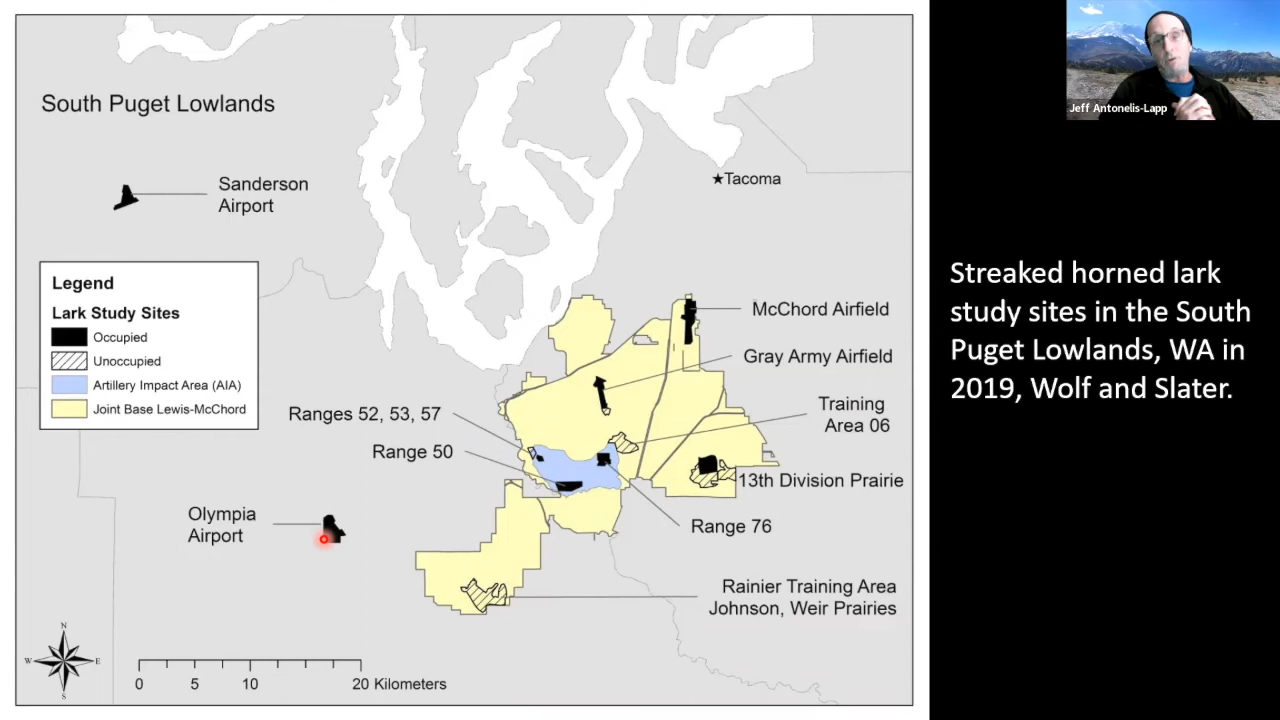 South Puget Lowlands
★Tacoma
Sanderson
Airport
Legend
Lark Study Sites
Occupied
Unoccupied
Artillery Impact Area (AIA)
Joint Base Lewis-McChord
McChord Airfield
Gray Army Airfield
Training
Area 06
Ranges 52, 53, 57
Range 50
13th Division Prairie
Range 76
Olympia
Airport
Rainier Training Area
Johnson, Weir Prairies
N
W E
S
0 5 10 20 Kilometers
Jeff Antonelis-Lapp
Streaked horned lark
study sites in the South
Puget Lowlands, WA in
2019, Wolf and Slater.